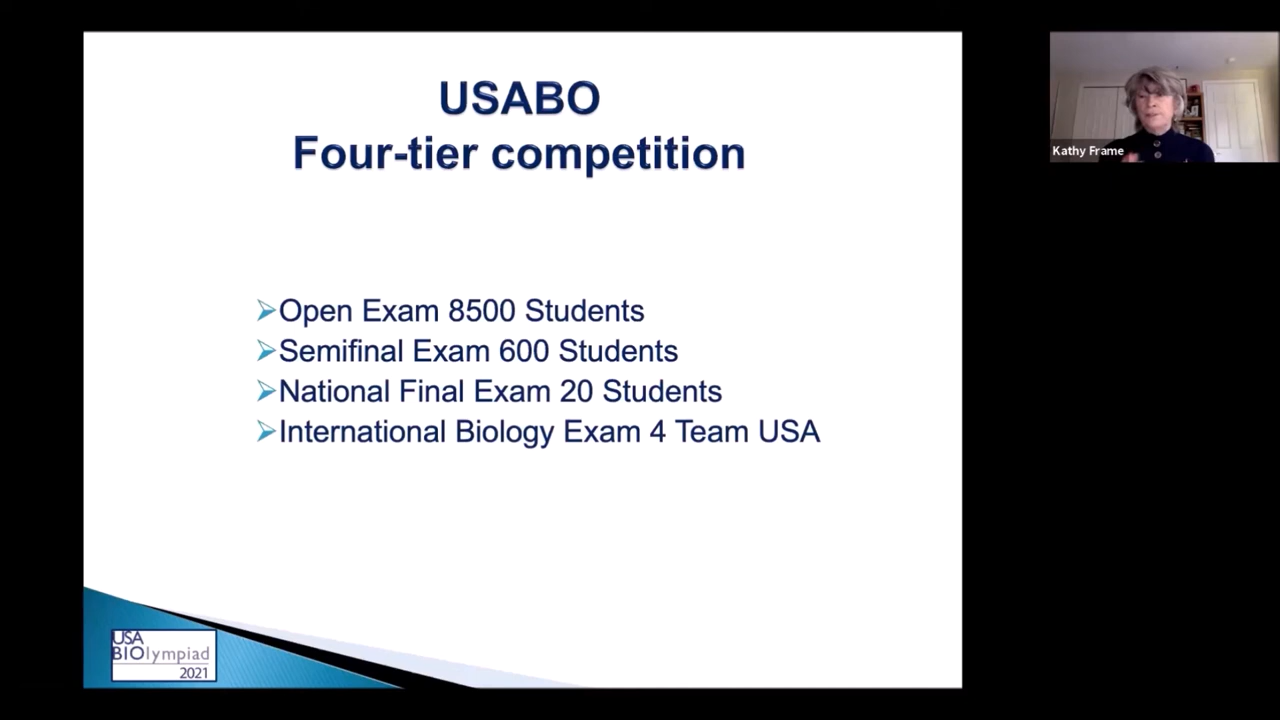 USABO
Four-tier competition
Open Exam 8500 Students
Semifinal Exam 600 Students
National Final Exam 20 Students
International Biology Exam 4 Team USA
USA
BIOlympiad
2021
Kathy Frame